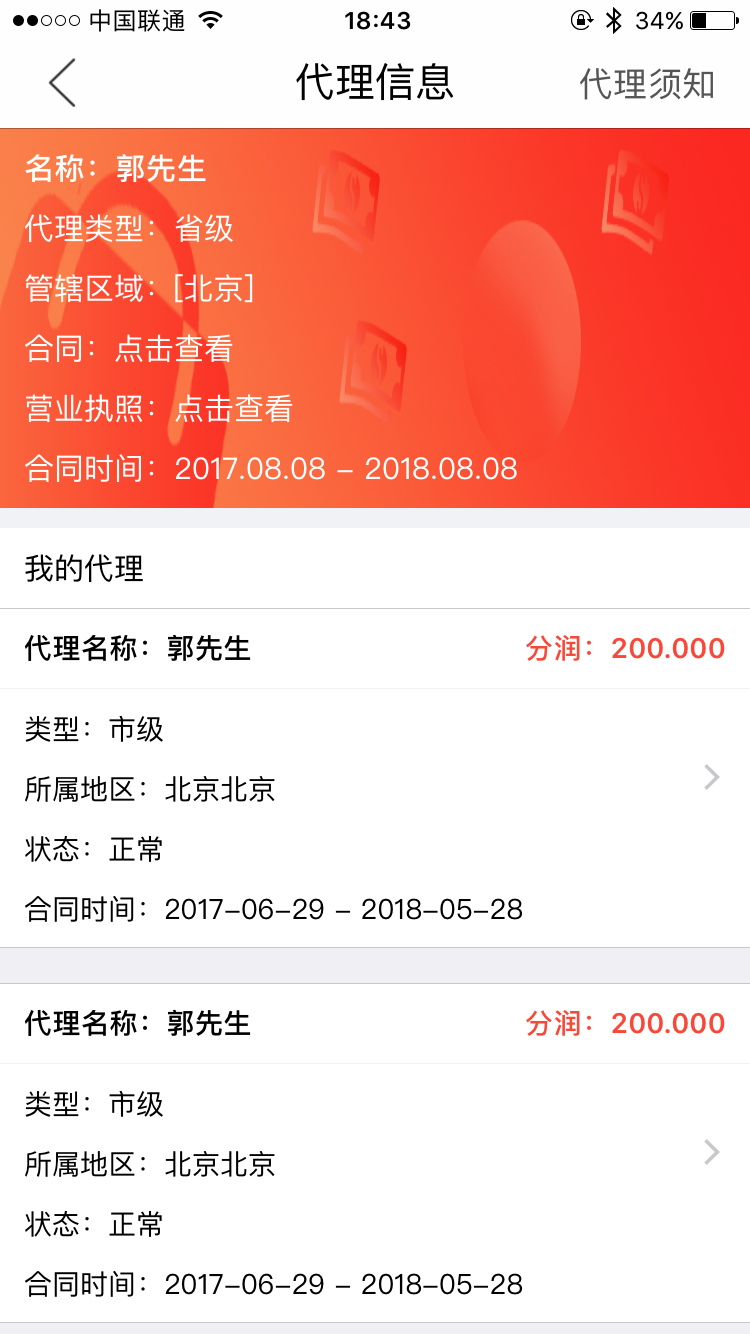 中国联通 18:43 34%
代理信息 代理须知
名称：郭先生
代理类型：省级
管辖区域：[北京]
合同：点击查看
营业执照：点击查看
合同时间：2017.08.08 – 2018.08.08
我的代理
代理名称：郭先生 分润：200.000
类型：市级
所属地区：北京北京
状态：正常
合同时间：2017–06–29 – 2018–05–28
代理名称：郭先生 分润：200.000
类型：市级
所属地区：北京北京
状态：正常
合同时间：2017–06–29 – 2018–05–28